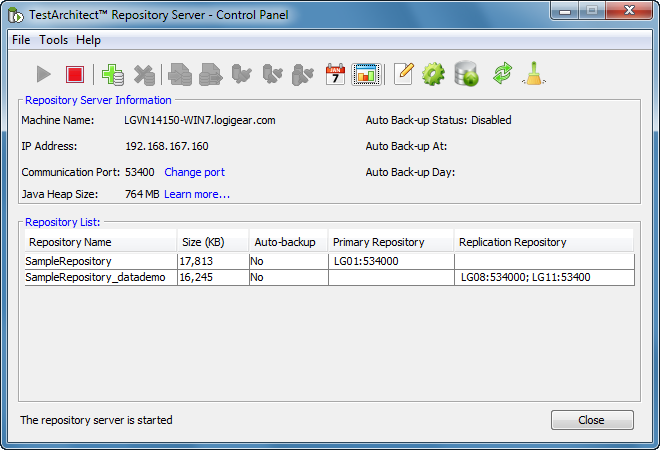 TestArchitect™ Repository Server - Control Panel
File Tools Help
JAN
7
Repository Server Information
Machine Name: LGVN14150-WIN7.logigear.com Auto Back-up Status: Disabled
IP Address: 192.168.167.160 Auto Back-up At:
Communication Port: 53400 Change port Auto Back-up Day:
Java Heap Size: 764 MB Learn more...
Repository List:
Repository Name Size (KB) Auto-backup Primary Repository Replication Repository
SampleRepository 17,813 No LG01:534000
SampleRepository_datademo 16,245 No LG08:534000; LG11:53400
The repository server is started Close